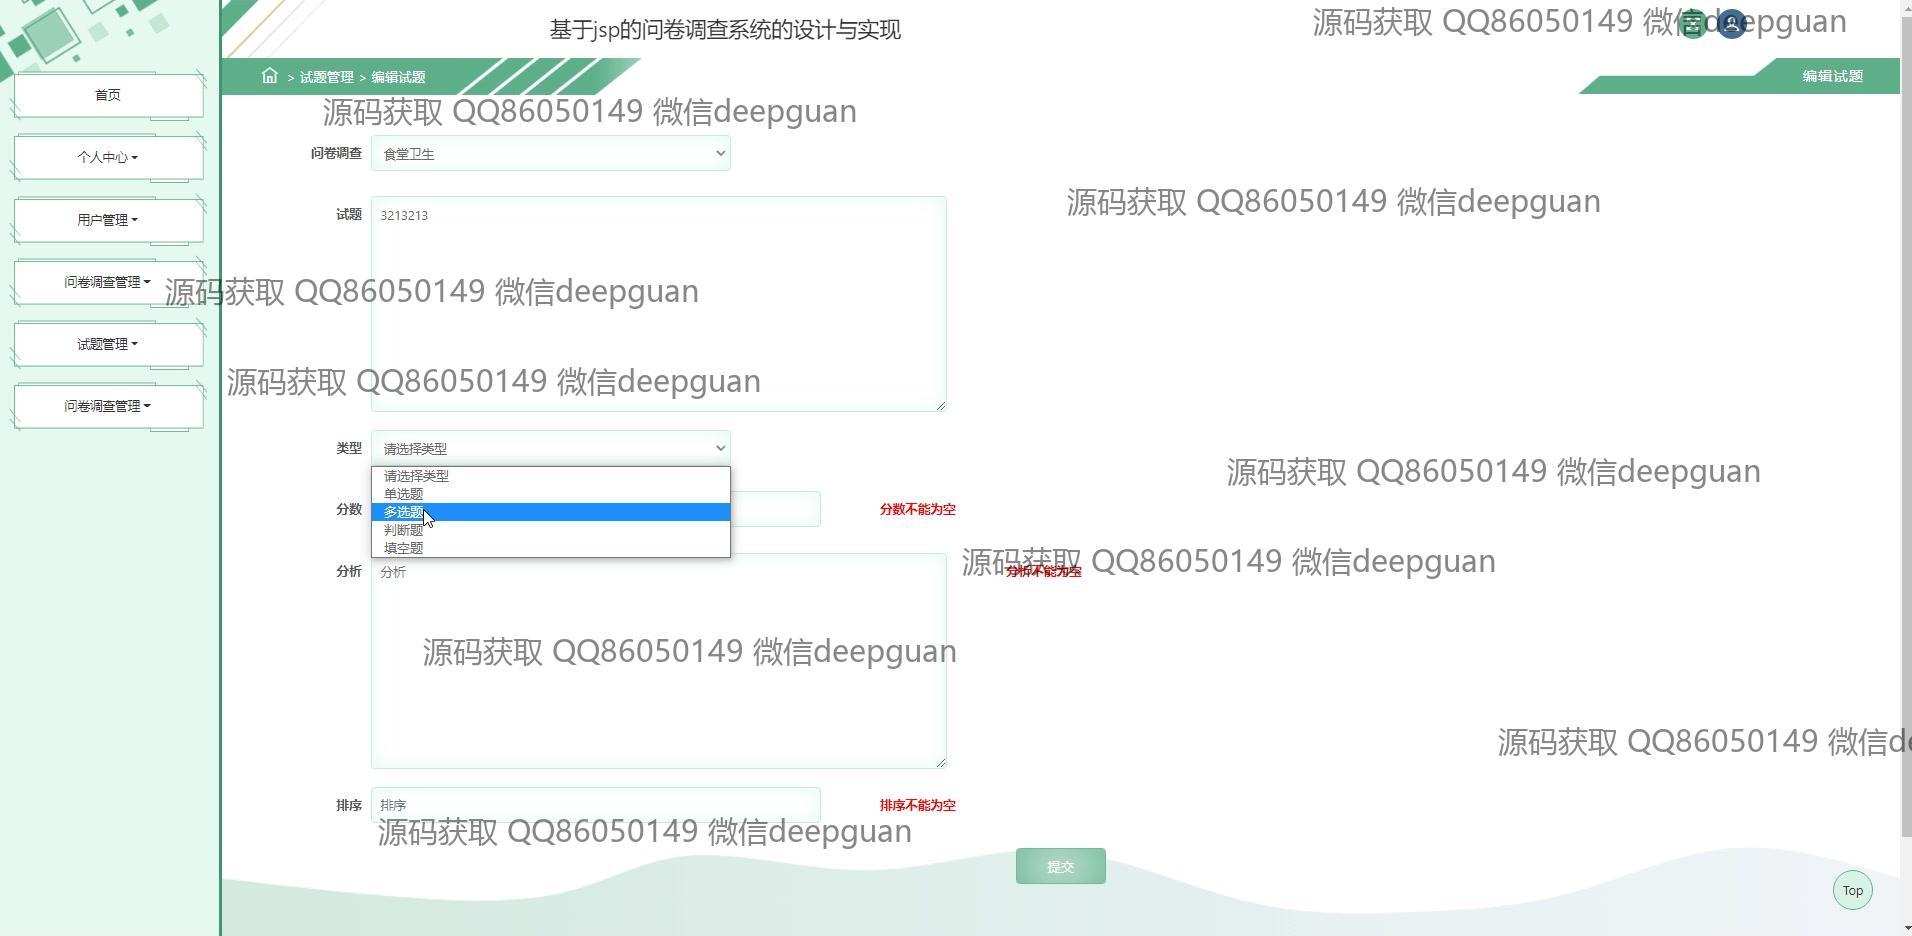 基于jsp的问卷调查系统的设计与实现
源码获取 QQ86050149 微信deepguan
> 试题管理 > 编辑试题
编辑试题
首页
个人中心
用户管理
问卷调查管理
试题管理
问卷调查管理
源码获取 QQ86050149 微信deepguan
问卷调查 食堂卫生
源码获取 QQ86050149 微信deepguan
试题 3213213
源码获取 QQ86050149 微信deepguan
源码获取 QQ86050149 微信deepguan
类型 请选择类型
请选择类型
单选题
多选题
判断题
填空题
源码获取 QQ86050149 微信deepguan
分数 分数不能为空
分析 分析 分析不能为空
源码获取 QQ86050149 微信deepguan
源码获取 QQ86050149 微信deepguan
源码获取 QQ86050149 微信de
排序 排序 排序不能为空
源码获取 QQ86050149 微信deepguan
提交
Top